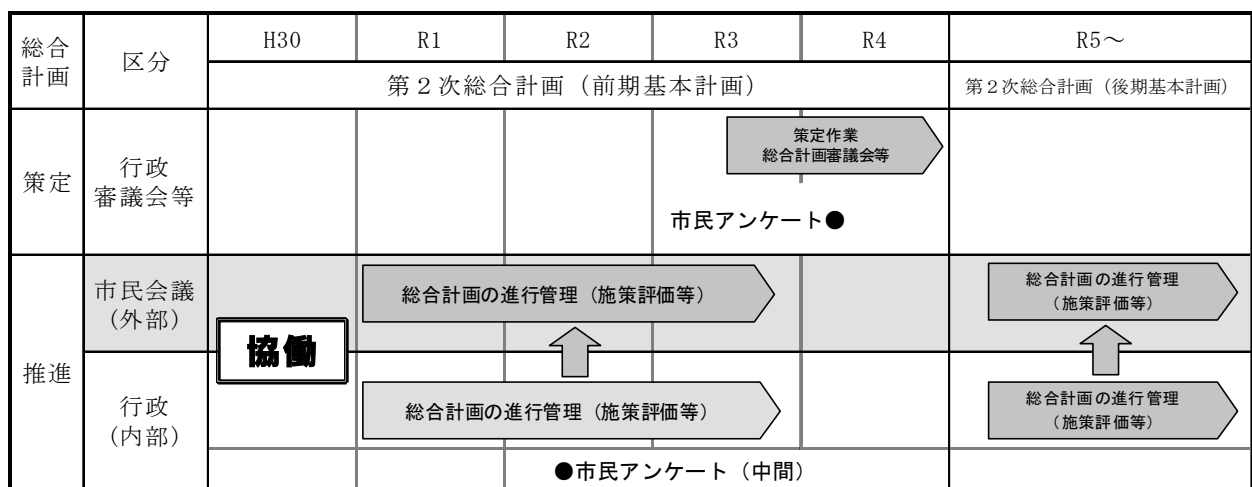 総合
計画
区分
H30
R1
R2
R3
R4
R5～
第２次総合計画（前期基本計画）
第２次総合計画（後期基本計画）
策定
行政
審議会等
策定作業
総合計画審議会等
市民アンケート●
推進
市民会議
（外部）
総合計画の進行管理（施策評価等）
総合計画の進行管理
（施策評価等）
協働
行政
（内部）
総合計画の進行管理（施策評価等）
総合計画の進行管理
（施策評価等）
●市民アンケート（中間）